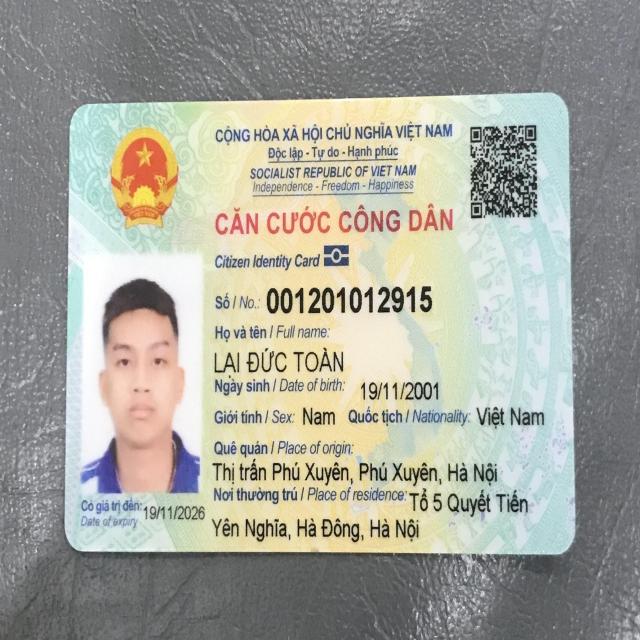 CỘNG HÒA XÃ HỘI CHỦ NGHĨA VIỆT NAM
Độc lập - Tự do - Hạnh phúc
SOCIALIST REPUBLIC OF VIET NAM
Independence - Freedom - Happiness
CĂN CƯỚC CÔNG DÂN
Citizen Identity Card
Số / No.: 001201012915
Họ và tên / Full name:
LẠI ĐỨC TOÀN
Ngày sinh / Date of birth: 19/11/2001
Giới tính / Sex: Nam Quốc tịch / Nationality: Việt Nam
Quê quán / Place of origin:
Thị trấn Phú Xuyên, Phú Xuyên, Hà Nội
Nơi thường trú / Place of residence: Tổ 5 Quyết Tiến
Yên Nghĩa, Hà Đông, Hà Nội
Có giá trị đến: 19/11/2026
Date of expiry